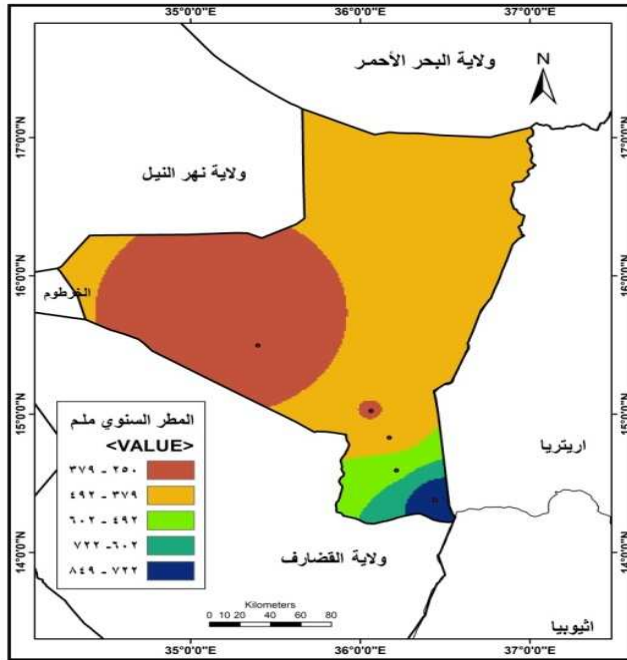 35°0'0"E 36°0'0"E 37°0'0"E
ولاية البحر الأحمر
N
17°0'0"N 17°0'0"N
ولاية نهر النيل
16°0'0"N 16°0'0"N
الخرطوم
15°0'0"N 15°0'0"N
المطر السنوي ملم
<VALUE>
٢٥٠ - ٣٧٩
٣٧٩ - ٤٩٢
٤٩٢ - ٦٠٢
٦٠٢ - ٧٢٢
٧٢٢ - ٨٤٩
اريتريا
14°0'0"N 14°0'0"N
ولاية القضارف
Kilometers
0 10 20 40 60 80
اثيوبيا
35°0'0"E 36°0'0"E 37°0'0"E